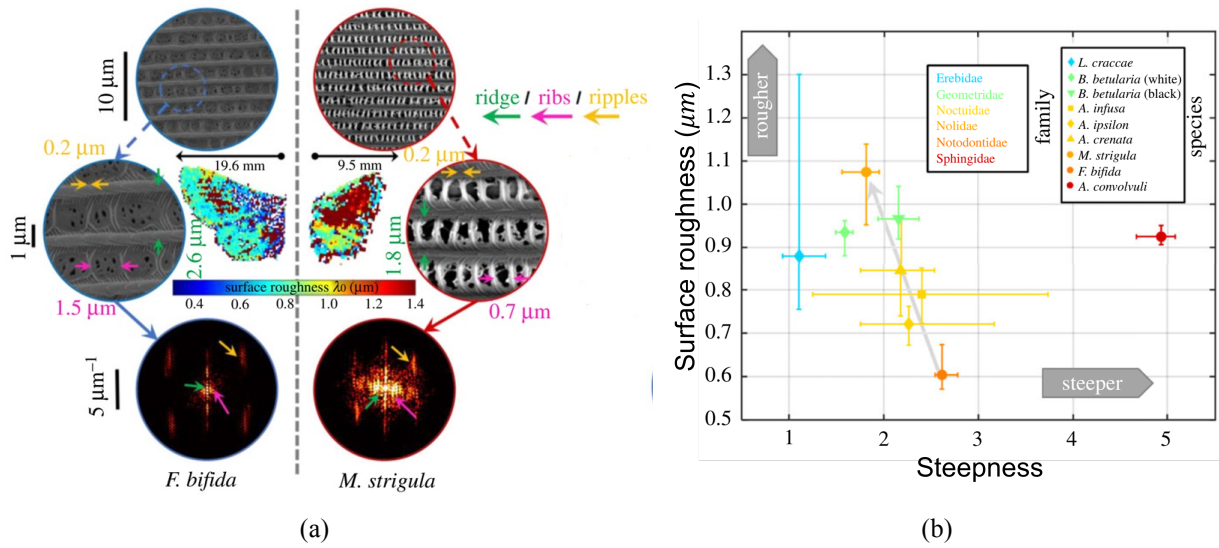 10 μm
ridge / ribs / ripples
0.2 μm
19.6 mm
9.5 mm
0.2 μm
1 μm
2.6 μm
1.8 μm
surface roughness λ0 (μm)
0.4 0.6 0.8 1.0 1.2 1.4
1.5 μm
0.7 μm
5 μm⁻¹
F. bifida
M. strigula
(a)
Surface roughness (μm)
1.3
1.2
1.1
1.0
0.9
0.8
0.7
0.6
0.5
rougher
Erebidae
Geometridae
Noctuidae
Nolidae
Notodontidae
Sphingidae
family
L. craccae
B. betularia (white)
B. betularia (black)
A. infusa
A. ipsilon
A. crenata
M. strigula
F. bifida
A. convolvuli
species
steeper
1 2 3 4 5
Steepness
(b)